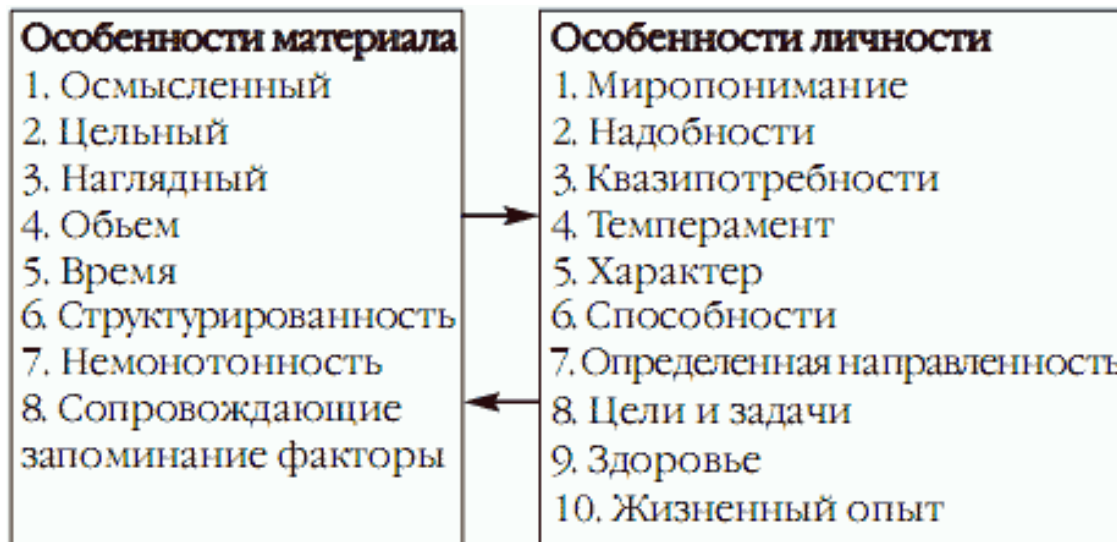 Особенности материала
1. Осмысленный
2. Цельный
3. Наглядный
4. Обьем
5. Время
6. Структурированность
7. Немонотонность
8. Сопровождающие
запоминание факторы
Особенности личности
1. Миропонимание
2. Надобности
3. Квазипотребности
4. Темперамент
5. Характер
6. Способности
7. Определенная направленность
8. Цели и задачи
9. Здоровье
10. Жизненный опыт